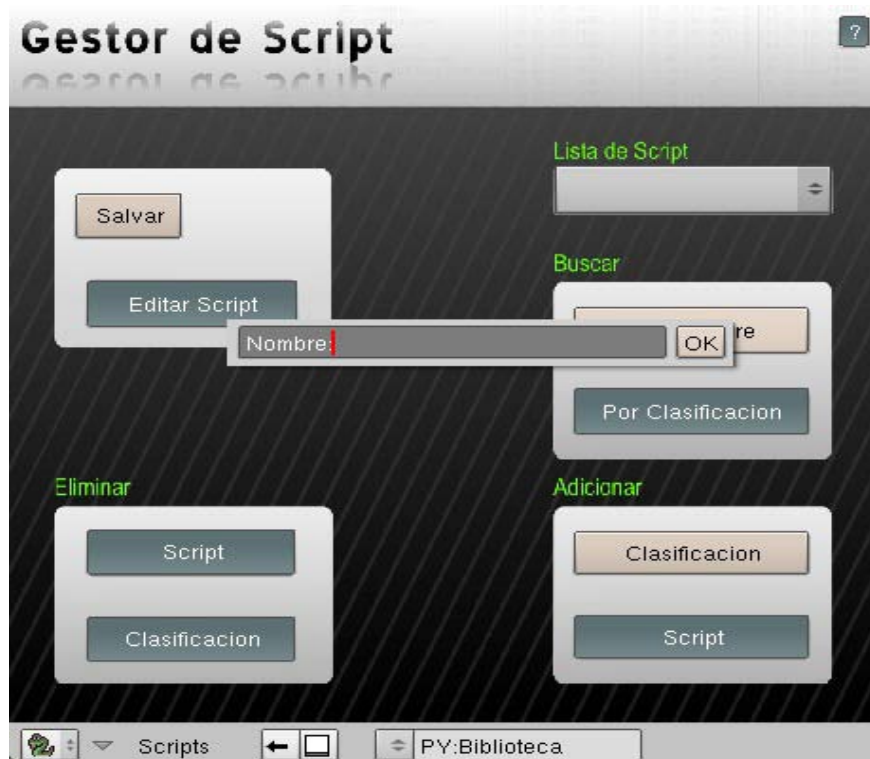 Gestor de Script
?
Lista de Script
Salvar
Editar Script
Buscar
re
Nombre:
OK
Por Clasificacion
Eliminar
Script
Clasificacion
Adicionar
Clasificacion
Script
Scripts
PY:Biblioteca